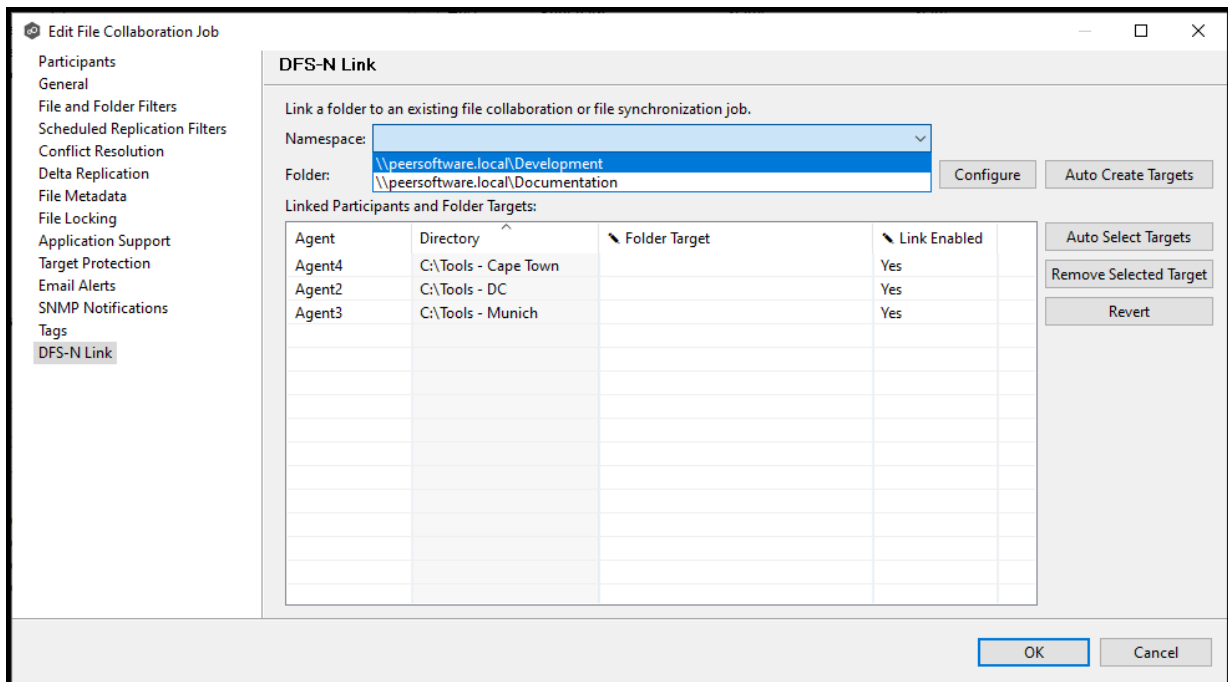 Edit File Collaboration Job
Participants
General
File and Folder Filters
Scheduled Replication Filters
Conflict Resolution
Delta Replication
File Metadata
File Locking
Application Support
Target Protection
Email Alerts
SNMP Notifications
Tags
DFS-N Link
DFS-N Link
Link a folder to an existing file collaboration or file synchronization job.
Namespace:
\\peersoftware.local\Development
\\peersoftware.local\Documentation
Folder:
Configure
Auto Create Targets
Linked Participants and Folder Targets:
Agent Directory Folder Target Link Enabled
Agent4 C:\Tools - Cape Town Yes
Agent2 C:\Tools - DC Yes
Agent3 C:\Tools - Munich Yes
Auto Select Targets
Remove Selected Target
Revert
OK
Cancel